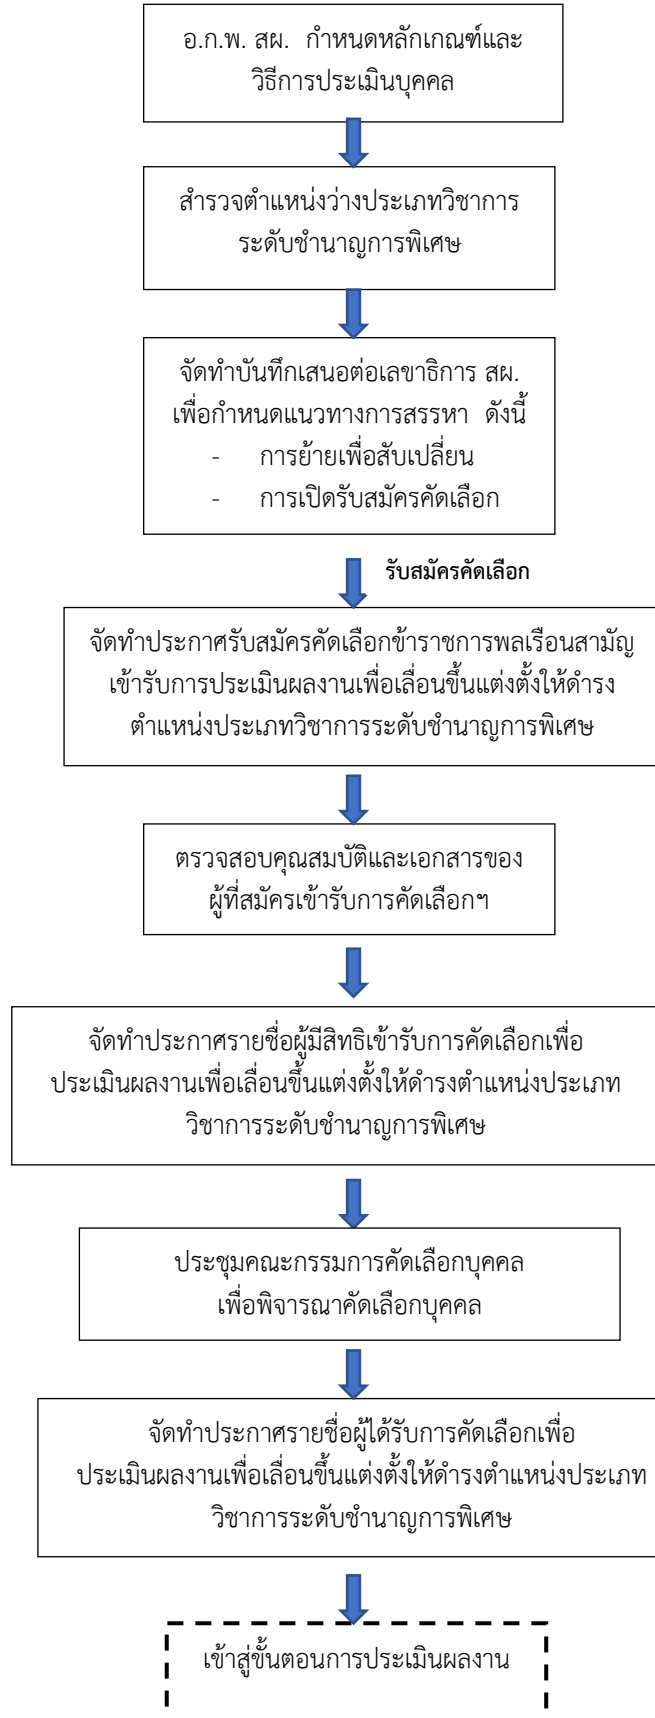 อ.ก.พ. สผ. กำหนดหลักเกณฑ์และ
วิธีการประเมินบุคคล
สำรวจตำแหน่งว่างประเภทวิชาการ
ระดับชำนาญการพิเศษ
จัดทำบันทึกเสนอต่อเลขาธิการ สผ.
เพื่อกำหนดแนวทางการสรรหา ดังนี้
- การย้ายเพื่อสับเปลี่ยน
- การเปิดรับสมัครคัดเลือก
รับสมัครคัดเลือก
จัดทำประกาศรับสมัครคัดเลือกข้าราชการพลเรือนสามัญ
เข้ารับการประเมินผลงานเพื่อเลื่อนขึ้นแต่งตั้งให้ดำรง
ตำแหน่งประเภทวิชาการระดับชำนาญการพิเศษ
ตรวจสอบคุณสมบัติและเอกสารของ
ผู้ที่สมัครเข้ารับการคัดเลือกฯ
จัดทำประกาศรายชื่อผู้มีสิทธิเข้ารับการคัดเลือกเพื่อ
ประเมินผลงานเพื่อเลื่อนขึ้นแต่งตั้งให้ดำรงตำแหน่งประเภท
วิชาการระดับชำนาญการพิเศษ
ประชุมคณะกรรมการคัดเลือกบุคคล
เพื่อพิจารณาคัดเลือกบุคคล
จัดทำประกาศรายชื่อผู้ได้รับการคัดเลือกเพื่อ
ประเมินผลงานเพื่อเลื่อนขึ้นแต่งตั้งให้ดำรงตำแหน่งประเภท
วิชาการระดับชำนาญการพิเศษ
เข้าสู่ขั้นตอนการประเมินผลงาน